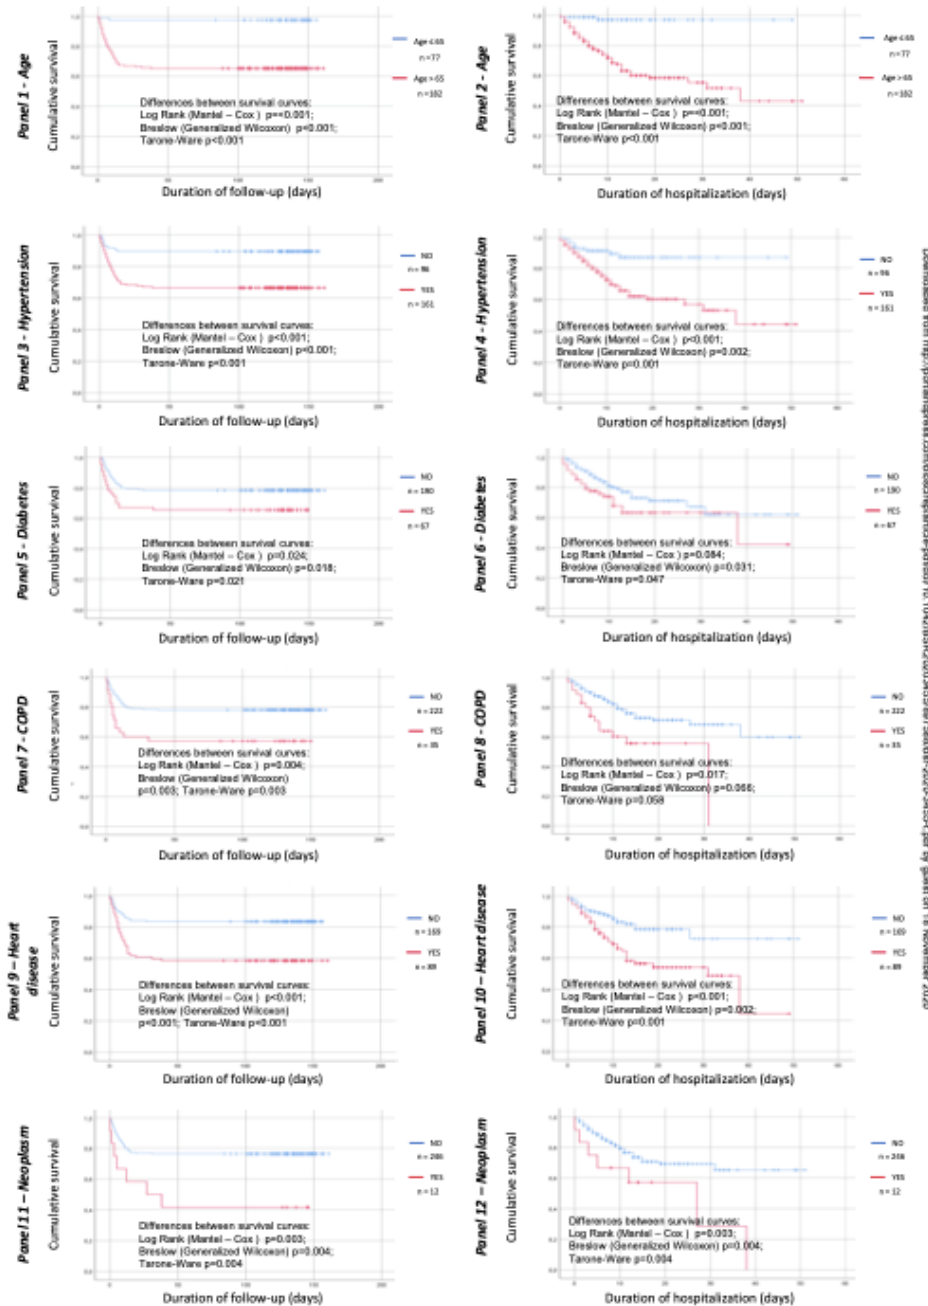 Panel 1 - Age
Cumulative survival
Differences between survival curves:
Log Rank (Mantel – Cox ) p=<0.001;
Breslow (Generalized Wilcoxon) p<0.001;
Tarone-Ware p<0.001
Duration of follow-up (days)
Age ≤ 65
n = 77
Age > 65
n = 182
Panel 2 - Age
Cumulative survival
Differences between survival curves:
Log Rank (Mantel – Cox ) p=<0.001;
Breslow (Generalized Wilcoxon) p<0.001;
Tarone-Ware p<0.001
Duration of hospitalization (days)
Age ≤ 65
n = 77
Age > 65
n = 182
Panel 3 - Hypertension
Cumulative survival
Differences between survival curves:
Log Rank (Mantel – Cox ) p<0.001;
Breslow (Generalized Wilcoxon) p<0.001;
Tarone-Ware p<0.001
Duration of follow-up (days)
NO
n = 96
YES
n = 161
Panel 4 - Hypertension
Cumulative survival
Differences between survival curves:
Log Rank (Mantel – Cox ) p<0.001;
Breslow (Generalized Wilcoxon) p=0.002;
Tarone-Ware p=0.001
Duration of hospitalization (days)
NO
n = 96
YES
n = 161
Panel 5 - Diabetes
Cumulative survival
Differences between survival curves:
Log Rank (Mantel – Cox ) p=0.024;
Breslow (Generalized Wilcoxon) p=0.018;
Tarone-Ware p=0.021
Duration of follow-up (days)
NO
n = 190
YES
n = 67
Panel 6 - Diabetes
Cumulative survival
Differences between survival curves:
Log Rank (Mantel – Cox ) p=0.084;
Breslow (Generalized Wilcoxon) p=0.031;
Tarone-Ware p=0.047
Duration of hospitalization (days)
NO
n = 190
YES
n = 67
Panel 7 - COPD
Cumulative survival
Differences between survival curves:
Log Rank (Mantel – Cox ) p=0.004;
Breslow (Generalized Wilcoxon)
p=0.003; Tarone-Ware p=0.003
Duration of follow-up (days)
NO
n = 222
YES
n = 35
Panel 8 - COPD
Cumulative survival
Differences between survival curves:
Log Rank (Mantel – Cox ) p=0.017;
Breslow (Generalized Wilcoxon) p=0.066;
Tarone-Ware p=0.058
Duration of hospitalization (days)
NO
n = 222
YES
n = 35
Panel 9 – Heart
disease
Cumulative survival
Differences between survival curves:
Log Rank (Mantel – Cox ) p<0.001;
Breslow (Generalized Wilcoxon)
p<0.001; Tarone-Ware p<0.001
Duration of follow-up (days)
NO
n = 169
YES
n = 89
Panel 10 – Heart disease
Cumulative survival
Differences between survival curves:
Log Rank (Mantel – Cox ) p=0.001;
Breslow (Generalized Wilcoxon) p=0.002;
Tarone-Ware p=0.001
Duration of hospitalization (days)
NO
n = 169
YES
n = 89
Panel 11 – Neoplasm
Cumulative survival
Differences between survival curves:
Log Rank (Mantel – Cox ) p=0.003;
Breslow (Generalized Wilcoxon) p=0.004;
Tarone-Ware p=0.004
Duration of follow-up (days)
NO
n = 246
YES
n = 12
Panel 12 – Neoplasm
Cumulative survival
Differences between survival curves:
Log Rank (Mantel – Cox ) p=0.003;
Breslow (Generalized Wilcoxon) p=0.004;
Tarone-Ware p=0.004
Duration of hospitalization (days)
NO
n = 246
YES
n = 12
by guest on 18 November 2020